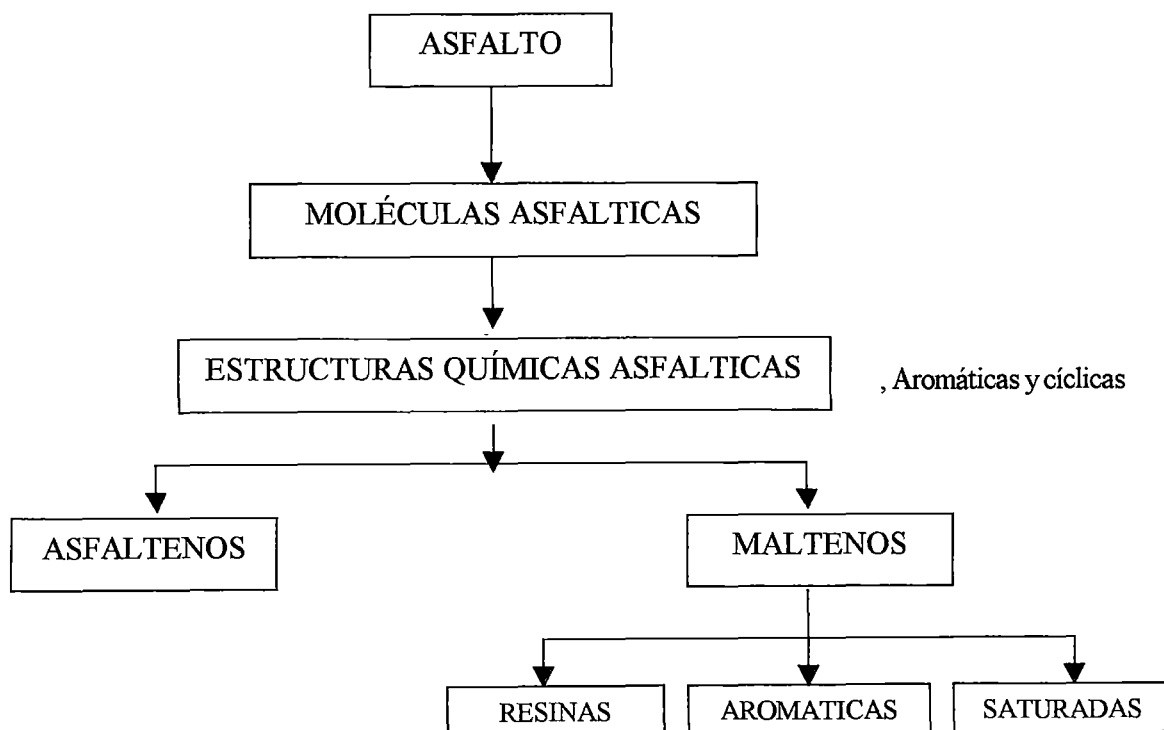 ASFALTO
MOLÉCULAS ASFALTICAS
ESTRUCTURAS QUÍMICAS ASFALTICAS
, Aromáticas y cíclicas
ASFALTENOS
MALTENOS
RESINAS
AROMATICAS
SATURADAS